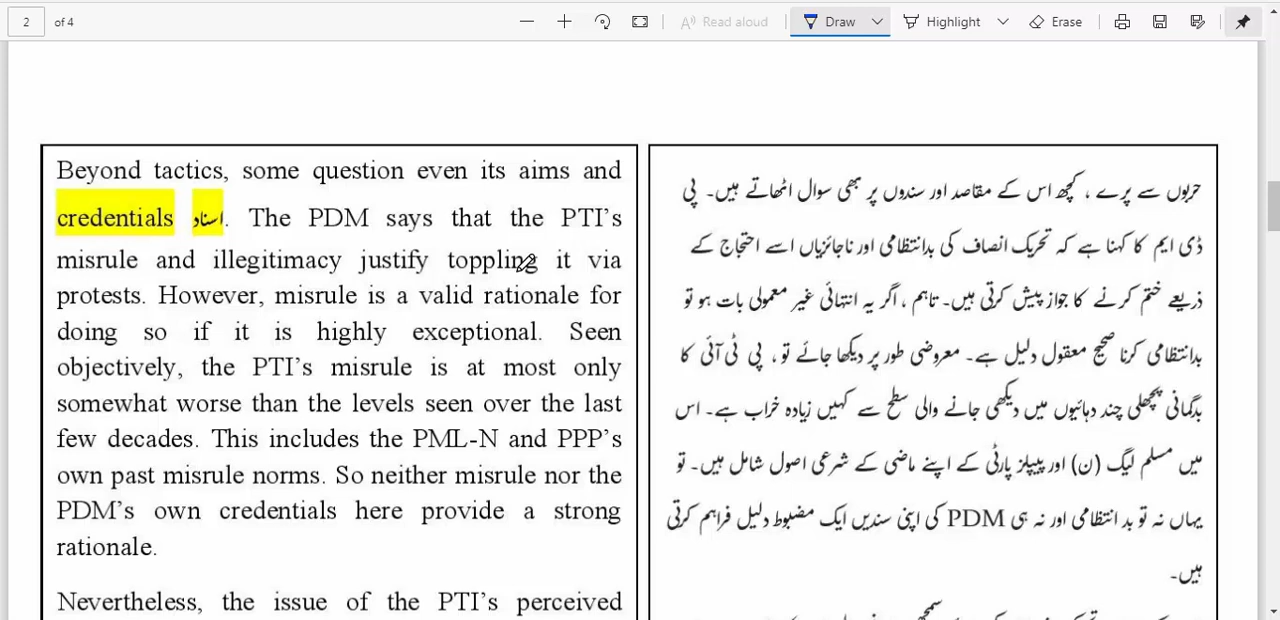 2 of 4 Read aloud Draw Highlight Erase
Beyond tactics, some question even its aims and
credentials اسناد. The PDM says that the PTI's
misrule and illegitimacy justify toppling it via
protests. However, misrule is a valid rationale for
doing so if it is highly exceptional. Seen
objectively, the PTI's misrule is at most only
somewhat worse than the levels seen over the last
few decades. This includes the PML-N and PPP's
own past misrule norms. So neither misrule nor the
PDM's own credentials here provide a strong
rationale.
Nevertheless, the issue of the PTI's perceived
حربوں سے پرے ، کچھ اس کے مقاصد اور سندوں پر بھی سوال اٹھاتے ہیں۔ پی
ڈی ایم کا کہنا ہے کہ تحریک انصاف کی بدانتظامی اور ناجائزیاں اسے احتجاج کے
ذریعے ختم کرنے کا جواز پیش کرتی ہیں۔ تاہم ، اگر یہ انتہائی غیر معمولی بات ہو تو
بدانتظامی کرنا صحیح معقول دلیل ہے۔ معروضی طور پر دیکھا جائے تو ، پی ٹی آئی کا
بدگمانی پچھلی چند دہائیوں میں دیکھی جانے والی سطح سے کہیں زیادہ خراب ہے۔ اس
میں مسلم لیگ (ن) اور پیپلز پارٹی کے اپنے ماضی کے شرعی اصول شامل ہیں۔ تو
یہاں نہ تو بد انتظامی اور نہ ہی PDM کی اپنی سندیں ایک مضبوط دلیل فراہم کرتی
ہیں۔